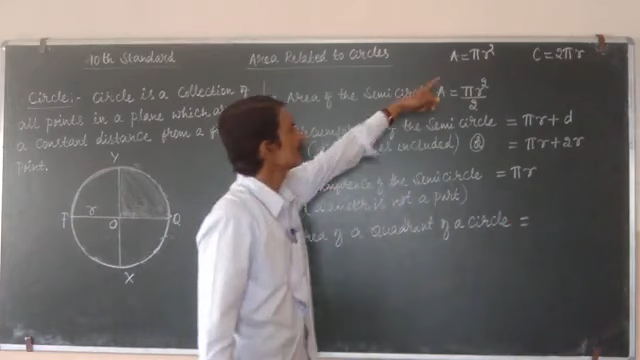 10th Standard
Area Related to Circles
A = πr²
C = 2πr
Circle:- Circle is a Collection of
all points in a plane which are
a constant distance from a
point.
Area of the Semi Circle A = πr²/2
of the Semi circle = πr + d
included) ② = πr + 2r
of the Semicircle = πr
is not a part)
of a Quadrant of a Circle =
Y
P r O Q
X